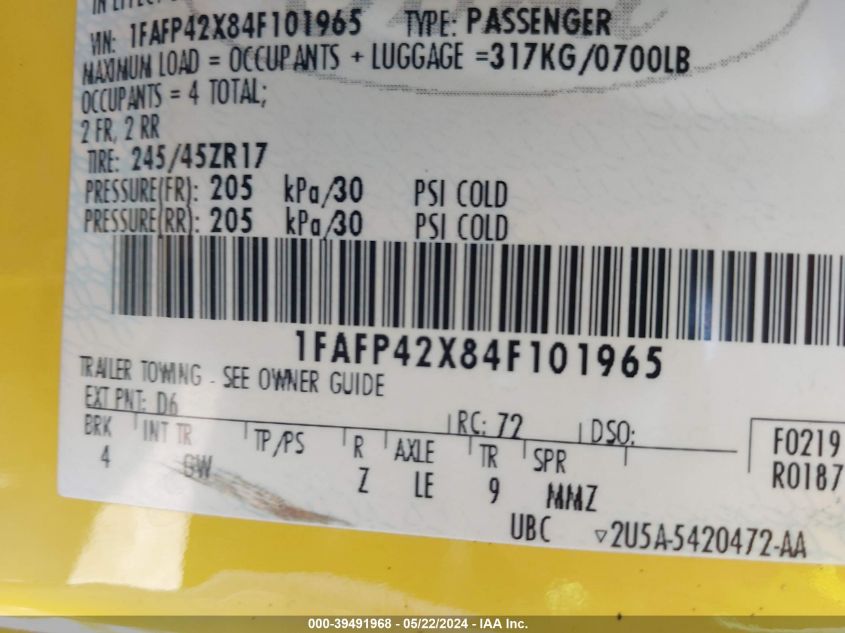 VIN: 1FAFP42X84F101965 TYPE: PASSENGER
MAXIMUM LOAD = OCCUPANTS + LUGGAGE =317KG/0700LB
OCCUPANTS = 4 TOTAL;
2 FR, 2 RR
TIRE: 245/45ZR17
PRESSURE(FR): 205 kPa/30 PSI COLD
PRESSURE(RR): 205 kPa/30 PSI COLD
1FAFP42X84F101965
TRAILER TOWING - SEE OWNER GUIDE
EXT PNT: D6 RC: 72 DSO:
BRK INT TR TP/PS R AXLE TR SPR
4 GW Z LE 9 MMZ
F0219
R0187
UBC ▿2U5A-5420472-AA
000-39491968 - 05/22/2024 - IAA Inc.